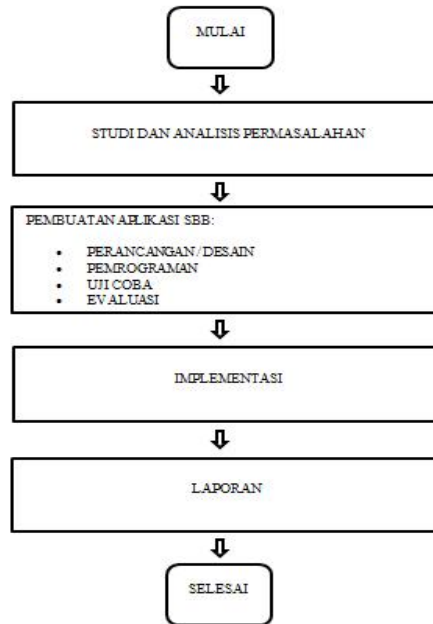 MULAI
STUDI DAN ANALISIS PERMASALAHAN
PEMBUATAN APLIKASI SBB:
• PERANCANGAN / DESAIN
• PEMROGRAMAN
• UJI COBA
• EVALUASI
IMPLEMENTASI
LAPORAN
SELESAI